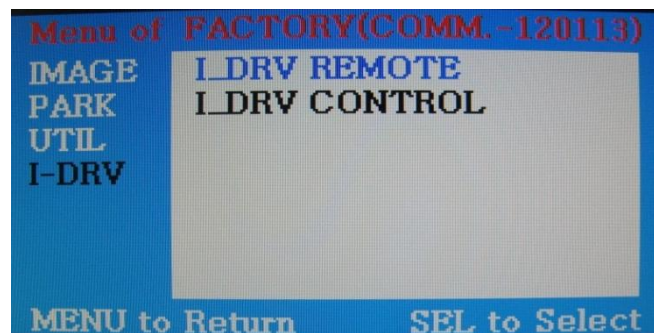 Menu of FACTORY(COMM.-120113)
IMAGE
PARK
UTIL
I-DRV
I_DRV REMOTE
I_DRV CONTROL
MENU to Return SEL to Select